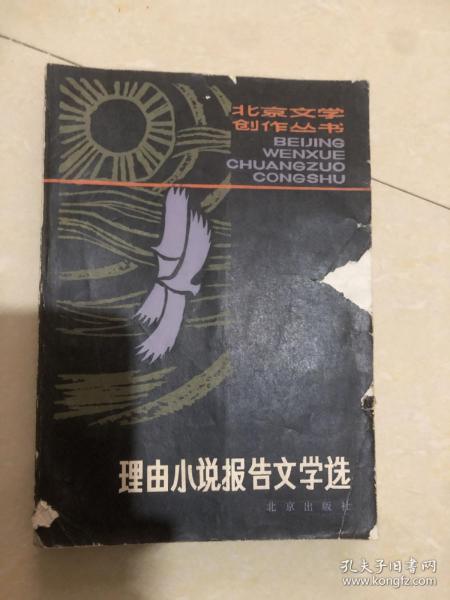 北京文学
创作丛书
BEIJING
WENXUE
CHUANGZUO
CONGSHU
理由小说报告文学选
北京出版社
孔夫子旧书网
www.kongfz.com